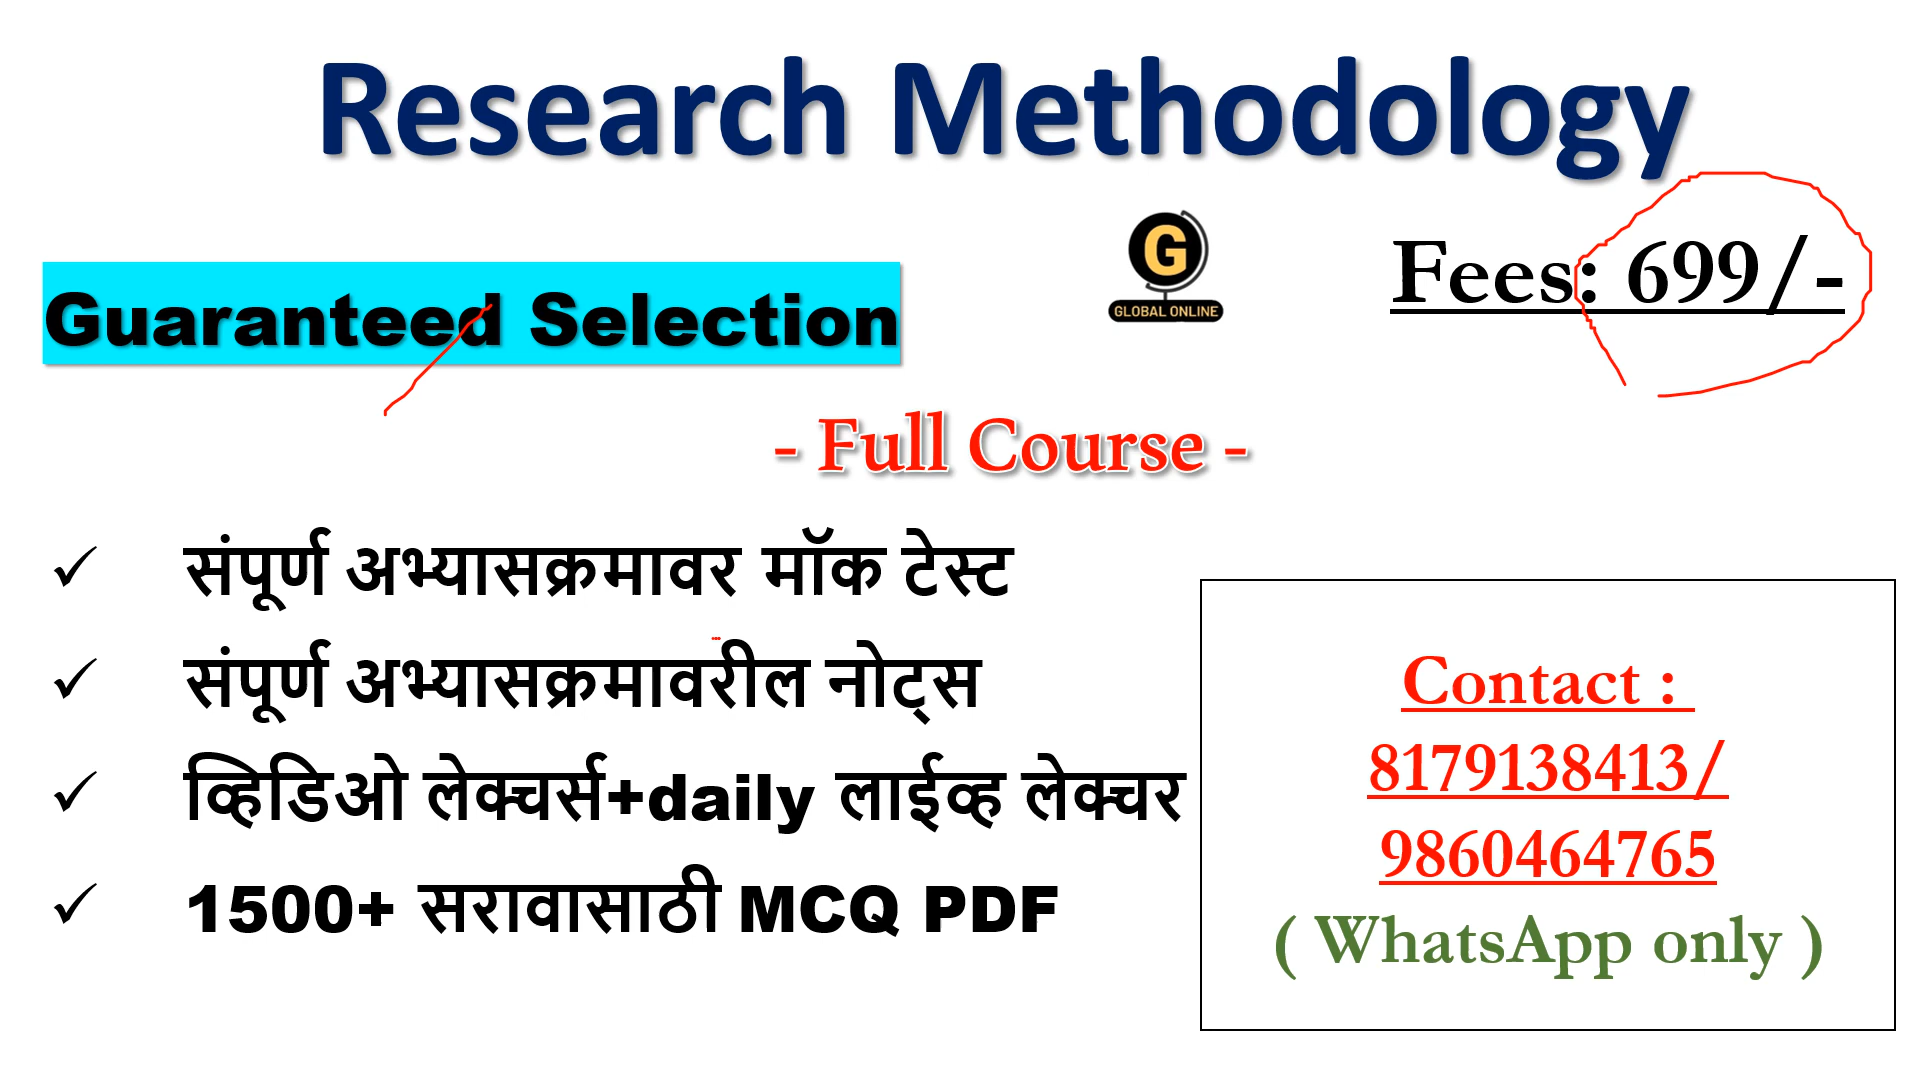 Research Methodology
G
GLOBAL ONLINE
Fees: 699/-
Guaranteed Selection
- Full Course -
✓ संपूर्ण अभ्यासक्रमावर मॉक टेस्ट
✓ संपूर्ण अभ्यासक्रमावरील नोट्स
✓ व्हिडिओ लेक्चर्स+daily लाईव्ह लेक्चर
✓ 1500+ सरावासाठी MCQ PDF
Contact :
8179138413/
9860464765
( WhatsApp only )